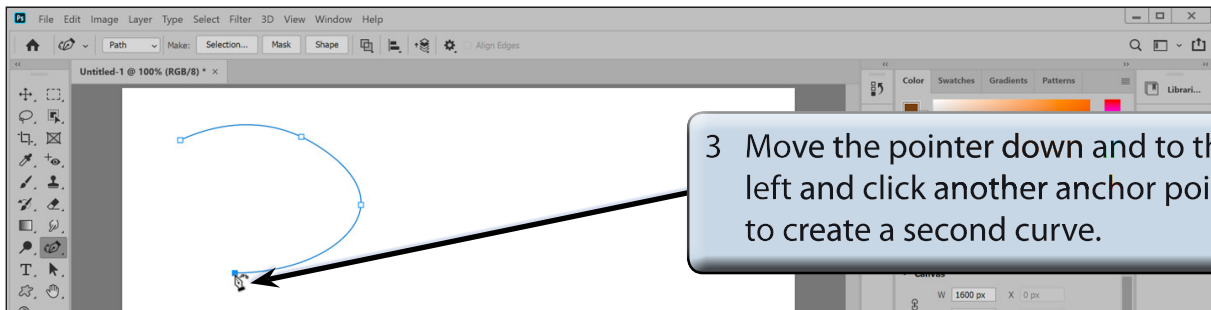 Ps File Edit Image Layer Type Select Filter 3D View Window Help
Path Make: Selection... Mask Shape Align Edges
Untitled-1 @ 100% (RGB/8) * ×
Color Swatches Gradients Patterns
Librari...
3 Move the pointer down and to th
left and click another anchor poi
to create a second curve.
Canvas
W 1600 px X 0 px